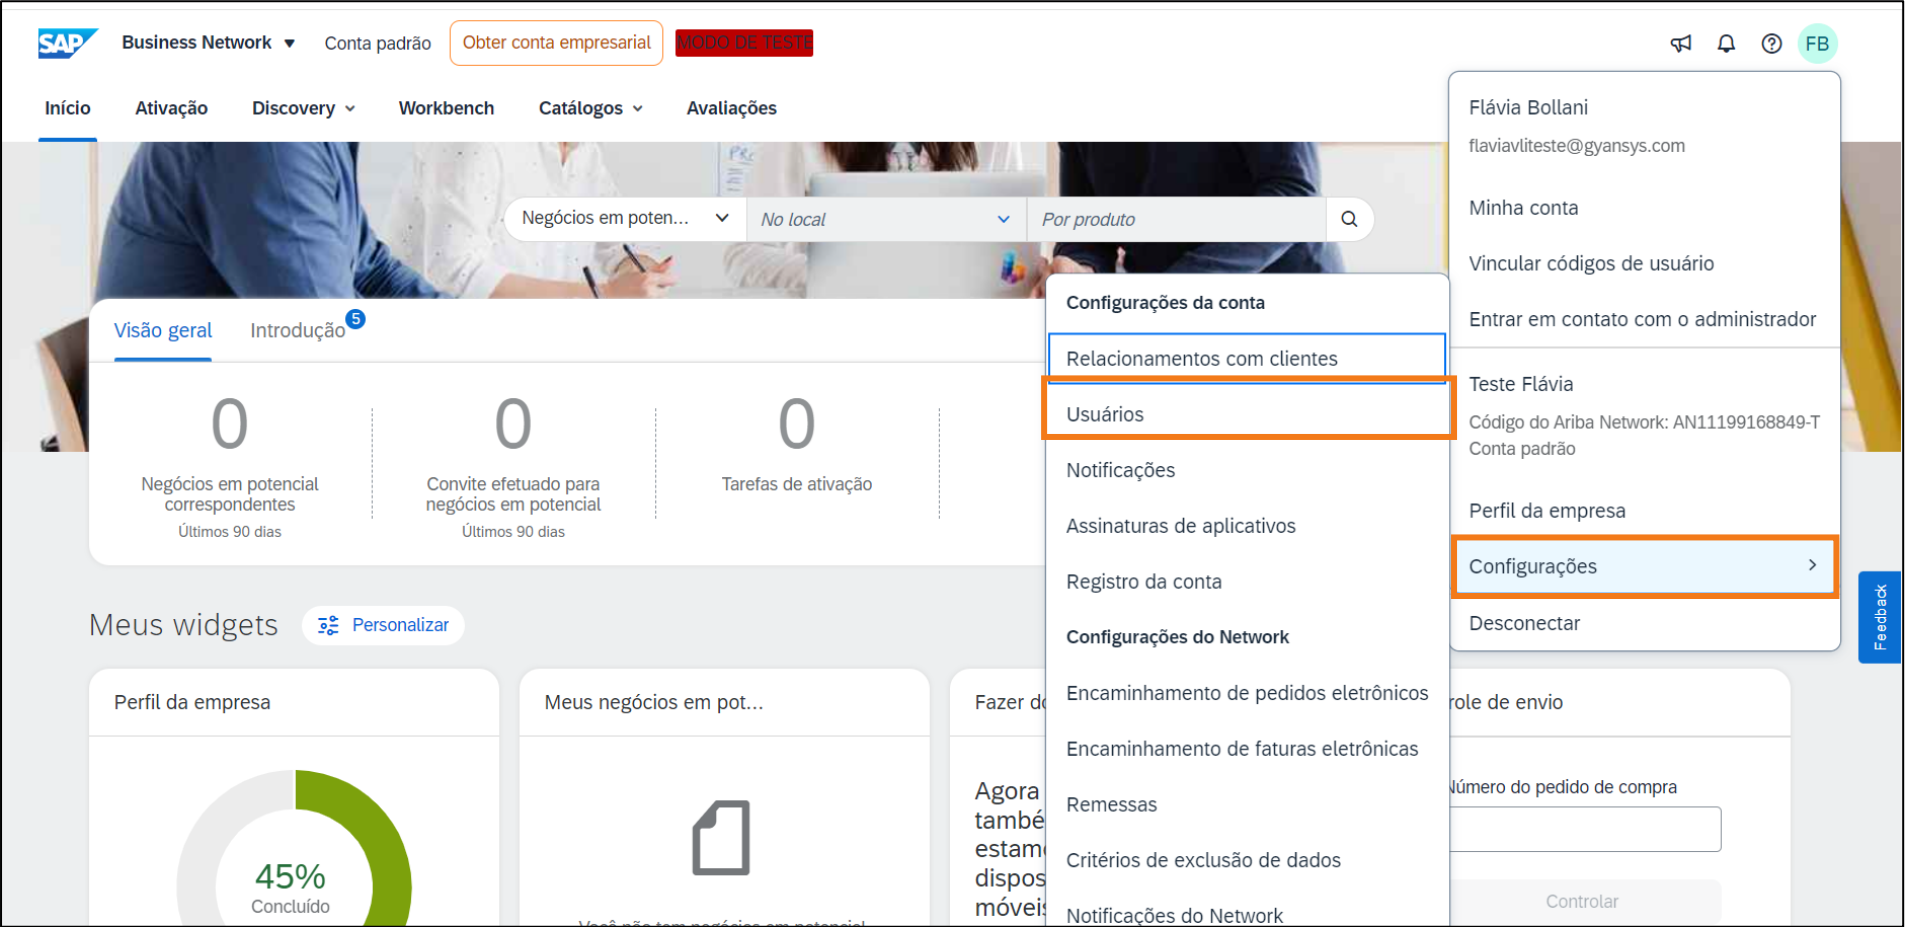 SAP Business Network Conta padrão Obter conta empresarial MODO DE TESTE FB
Início Ativação Discovery Workbench Catálogos Avaliações
Negócios em poten... No local Por produto
Visão geral Introdução 5
0 0 0
Negócios em potencial
correspondentes
Últimos 90 dias
Convite efetuado para
negócios em potencial
Últimos 90 dias
Tarefas de ativação
Meus widgets Personalizar
Perfil da empresa
45%
Concluído
Meus negócios em pot...
Você não tem negócios em potencial
Fazer do
Agora
també
estam
dispos
móveis
role de envio
Número do pedido de compra
Controlar
Configurações da conta
Relacionamentos com clientes
Usuários
Notificações
Assinaturas de aplicativos
Registro da conta
Configurações do Network
Encaminhamento de pedidos eletrônicos
Encaminhamento de faturas eletrônicas
Remessas
Critérios de exclusão de dados
Notificações do Network
Flávia Bollani
flaviavliteste@gyansys.com
Minha conta
Vincular códigos de usuário
Entrar em contato com o administrador
Teste Flávia
Código do Ariba Network: AN11199168849-T
Conta padrão
Perfil da empresa
Configurações
Desconectar
Feedback